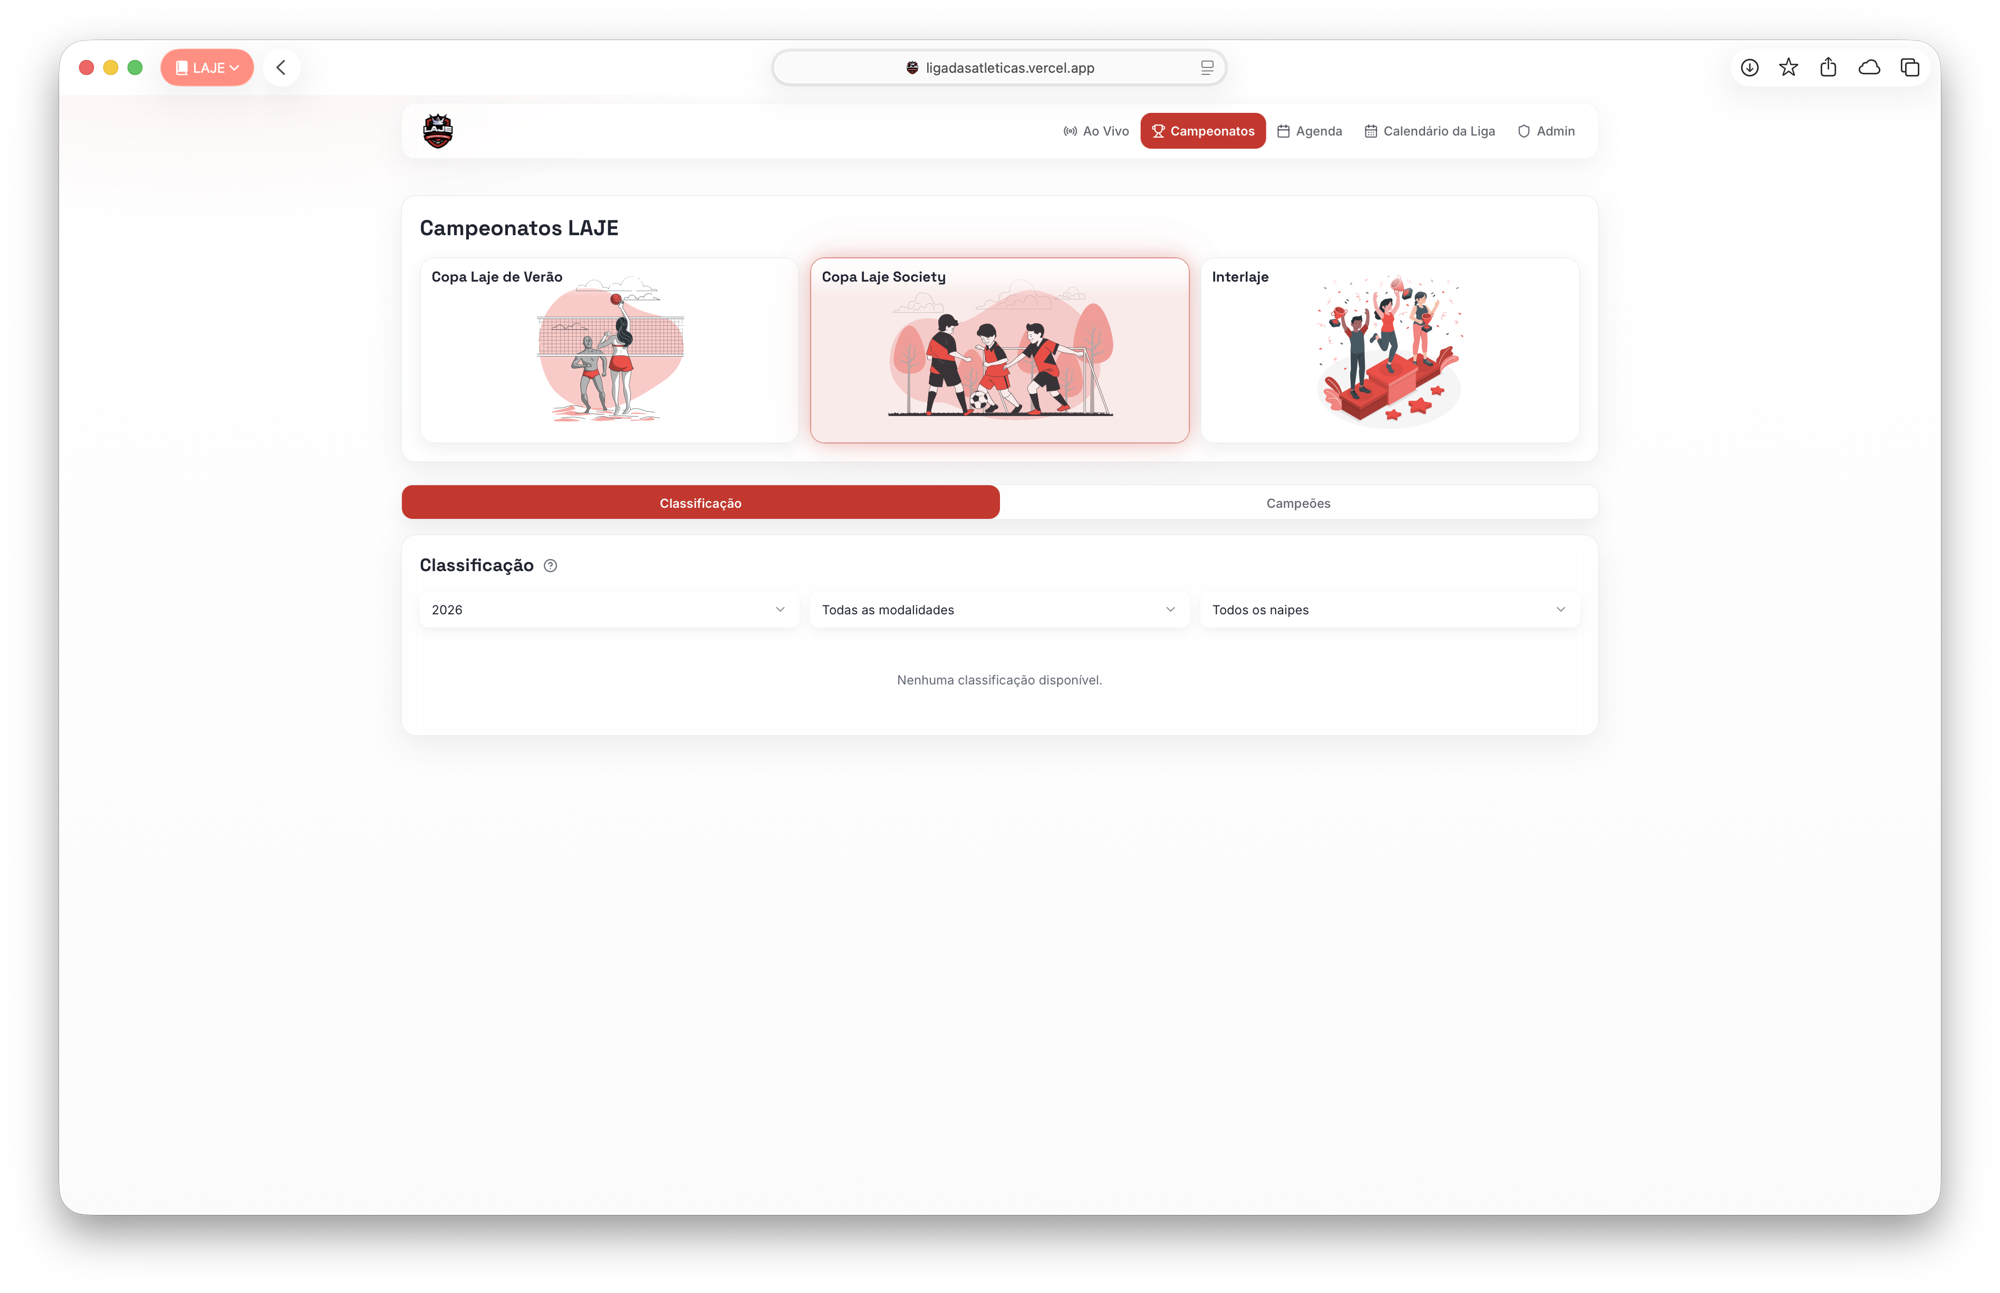 LAJE
ligadasatleticas.vercel.app
LAJE
Ao Vivo
Campeonatos
Agenda
Calendário da Liga
Admin
Campeonatos LAJE
Copa Laje de Verão
Copa Laje Society
Interlaje
Classificação
Campeões
Classificação
2026
Todas as modalidades
Todos os naipes
Nenhuma classificação disponível.